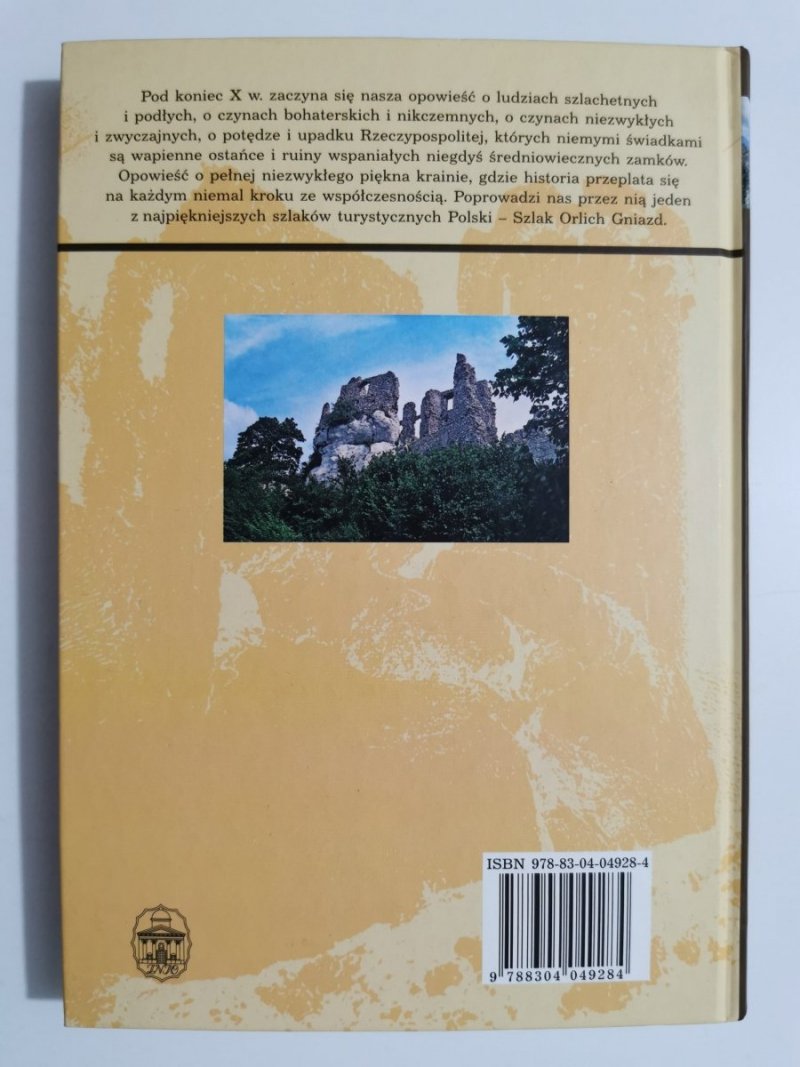 Pod koniec X w. zaczyna się nasza opowieść o ludziach szlachetnych
i podłych, o czynach bohaterskich i nikczemnych, o czynach niezwykłych
i zwyczajnych, o potędze i upadku Rzeczypospolitej, których niemymi świadkami
są wapienne ostańce i ruiny wspaniałych niegdyś średniowiecznych zamków.
Opowieść o pełnej niezwykłego piękna krainie, gdzie historia przeplata się
na każdym niemal kroku ze współczesnością. Poprowadzi nas przez nią jeden
z najpiękniejszych szlaków turystycznych Polski – Szlak Orlich Gniazd.
ISBN 978-83-04-04928-4
9 788304 049284